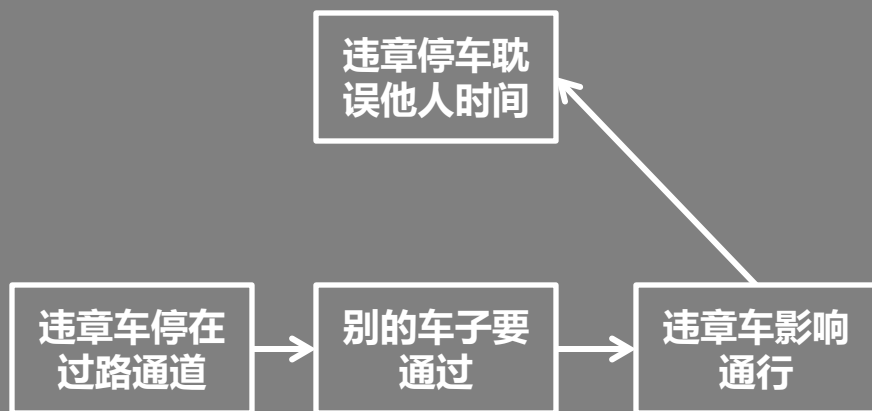 违章停车耽
误他人时间
违章车停在
过路通道
别的车子要
通过
违章车影响
通行